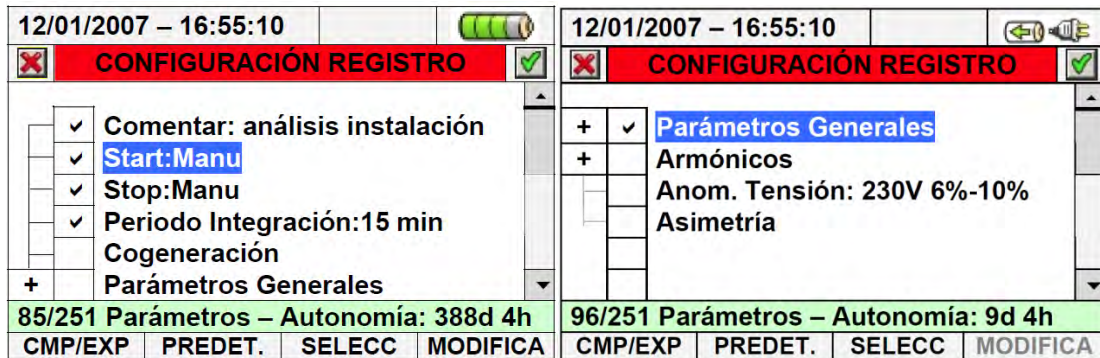 12/01/2007 – 16:55:10
CONFIGURACIÓN REGISTRO
Comentar: análisis instalación
Start:Manu
Stop:Manu
Periodo Integración:15 min
Cogeneración
+ Parámetros Generales
85/251 Parámetros – Autonomía: 388d 4h
CMP/EXP PREDET. SELECC MODIFICA
12/01/2007 – 16:55:10
CONFIGURACIÓN REGISTRO
+ Parámetros Generales
+ Armónicos
Anom. Tensión: 230V 6%-10%
Asimetría
96/251 Parámetros – Autonomía: 9d 4h
CMP/EXP PREDET. SELECC MODIFICA